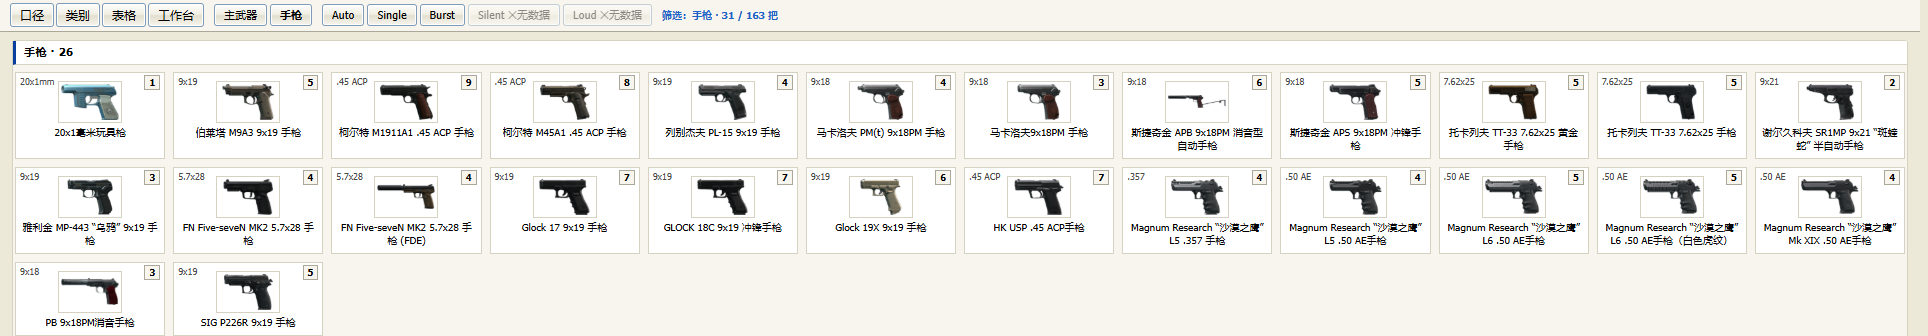 口径 类别 表格 工作台 主武器 手枪 Auto Single Burst Silent ╳无数据 Loud ╳无数据 筛选：手枪 · 31 / 163 把
手枪 · 26
20x1mm 1
20x1毫米玩具枪
9x19 5
伯莱塔 M9A3 9x19 手枪
.45 ACP 9
柯尔特 M1911A1 .45 ACP 手枪
.45 ACP 8
柯尔特 M45A1 .45 ACP 手枪
9x19 4
列别杰夫 PL-15 9x19 手枪
9x18 4
马卡洛夫 PM(t) 9x18PM 手枪
9x18 3
马卡洛夫9x18PM 手枪
9x18 6
斯捷奇金 APB 9x18PM 消音型
自动手枪
9x18 5
斯捷奇金 APS 9x18PM 冲锋手
枪
7.62x25 5
托卡列夫 TT-33 7.62x25 黄金
手枪
7.62x25 5
托卡列夫 TT-33 7.62x25 手枪
9x21 2
谢尔久科夫 SR1MP 9x21 “斑蝰
蛇” 半自动手枪
9x19 3
雅利金 MP-443 “乌鸦” 9x19 手
枪
5.7x28 4
FN Five-seveN MK2 5.7x28 手
枪
5.7x28 4
FN Five-seveN MK2 5.7x28 手
枪 (FDE)
9x19 7
Glock 17 9x19 手枪
9x19 7
GLOCK 18C 9x19 冲锋手枪
9x19 6
Glock 19X 9x19 手枪
.45 ACP 7
HK USP .45 ACP手枪
.357 4
Magnum Research “沙漠之鹰”
L5 .357 手枪
.50 AE 4
Magnum Research “沙漠之鹰”
L5 .50 AE手枪
.50 AE 5
Magnum Research “沙漠之鹰”
L6 .50 AE手枪
.50 AE 5
Magnum Research “沙漠之鹰”
L6 .50 AE手枪（白色虎纹）
.50 AE 4
Magnum Research “沙漠之鹰”
Mk XIX .50 AE手枪
9x18 3
PB 9x18PM消音手枪
9x19 5
SIG P226R 9x19 手枪